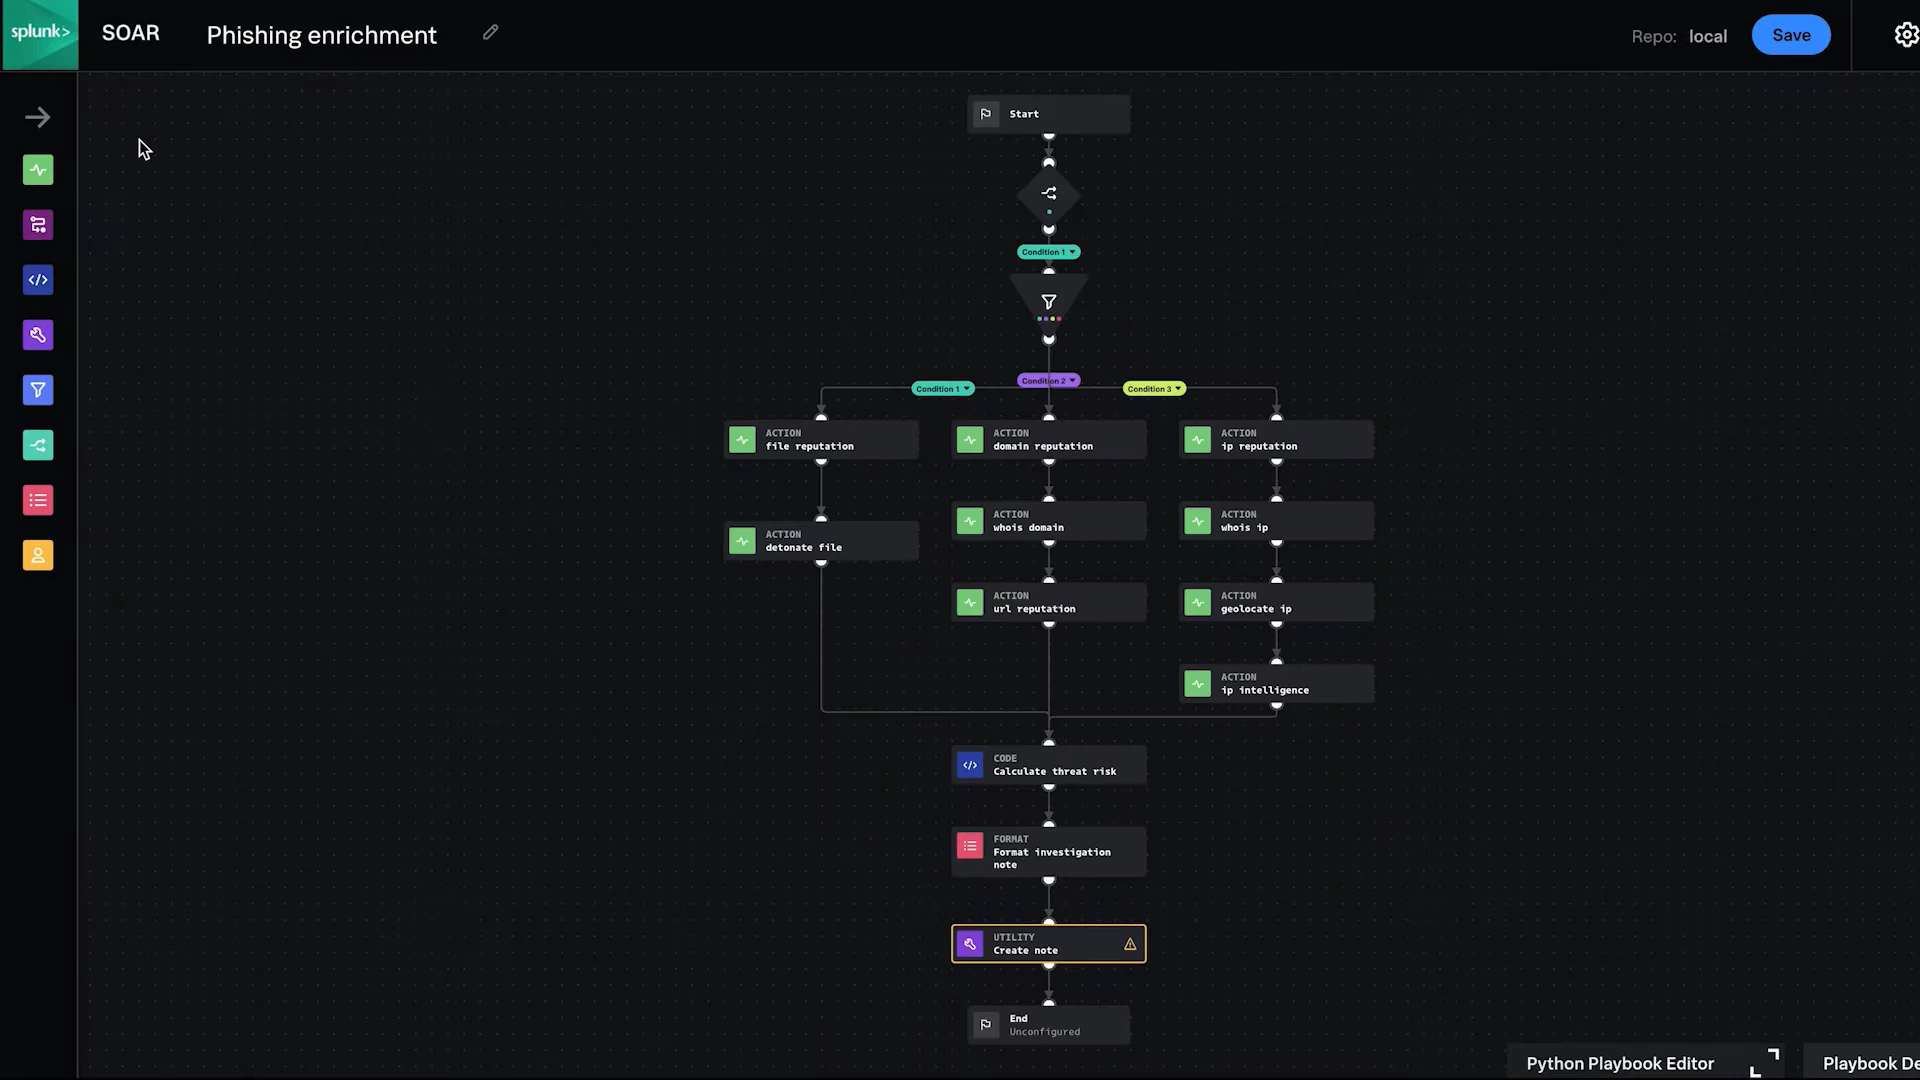 splunk>
SOAR
Phishing enrichment
Repo: local
Save
Start
Condition 1
Condition 1
Condition 2
Condition 3
ACTION
file reputation
ACTION
domain reputation
ACTION
ip reputation
ACTION
detonate file
ACTION
whois domain
ACTION
whois ip
ACTION
url reputation
ACTION
geolocate ip
ACTION
ip intelligence
CODE
Calculate threat risk
FORMAT
Format investigation
note
UTILITY
Create note
End
Unconfigured
Python Playbook Editor
Playbook De